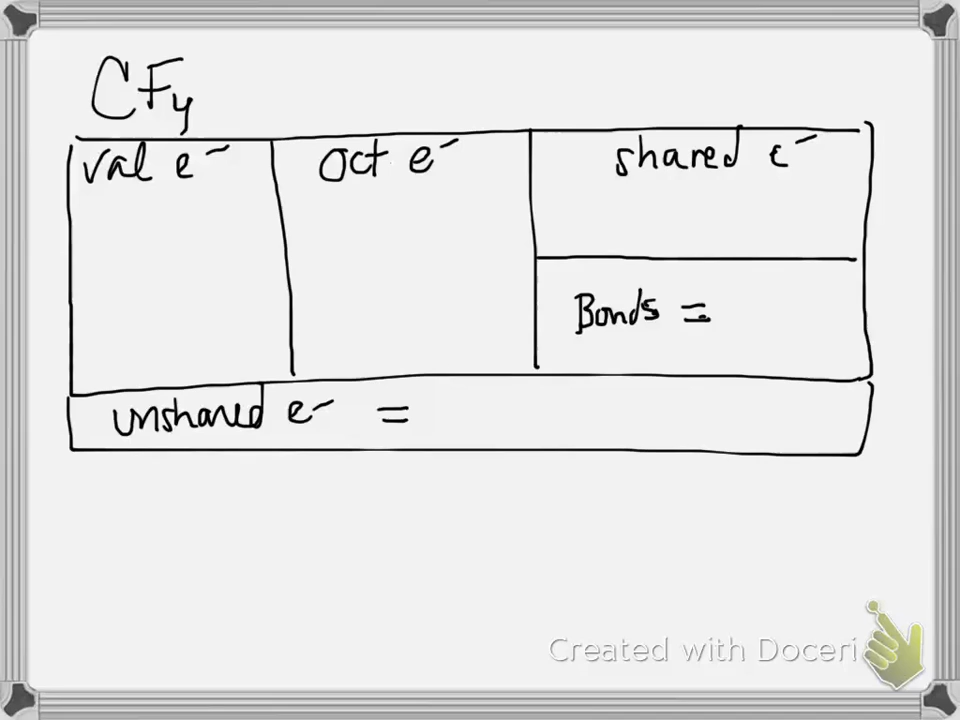 CF4
val e⁻
Oct e⁻
shared e⁻
Bonds =
unshared e⁻ =
Created with Doceri